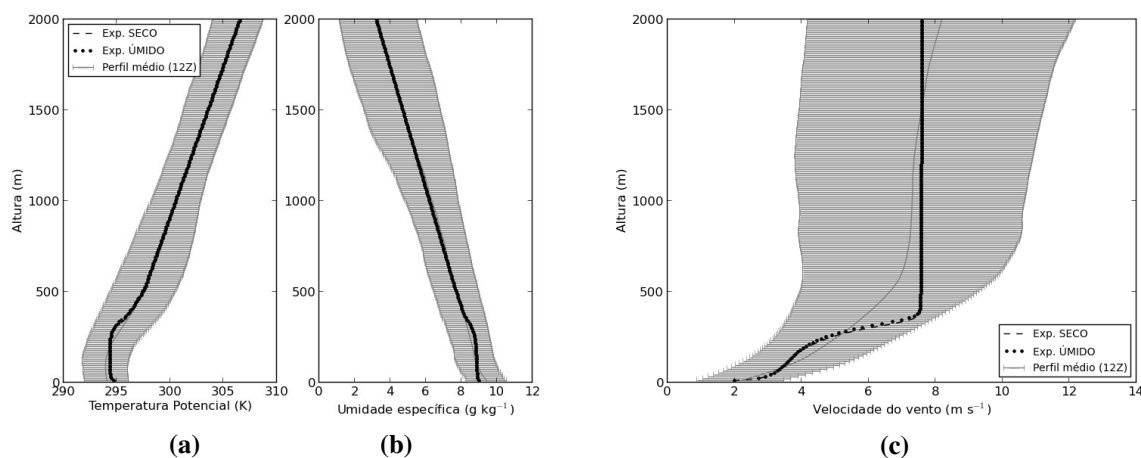 2000
1500
1000
500
0
Altura (m)
Exp. SECO
Exp. ÚMIDO
Perfil médio (12Z)
290 295 300 305 310
Temperatura Potencial (K)
(a)
2000
1500
1000
500
0
Altura (m)
0 2 4 6 8 10 12
Umidade específica (g kg⁻¹)
(b)
2000
1500
1000
500
0
Altura (m)
Exp. SECO
Exp. ÚMIDO
Perfil médio (12Z)
0 2 4 6 8 10 12 14
Velocidade do vento (m s⁻¹)
(c)